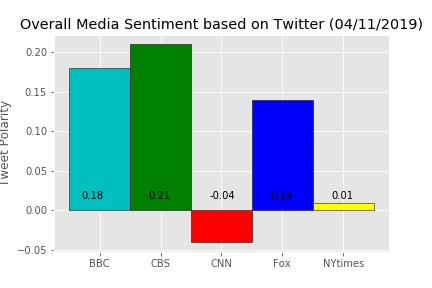 Overall Media Sentiment based on Twitter (04/11/2019)
Tweet Polarity
0.20
0.15
0.10
0.05
0.00
−0.05
0.18
0.21
-0.04
0.14
0.01
BBC
CBS
CNN
Fox
NYtimes